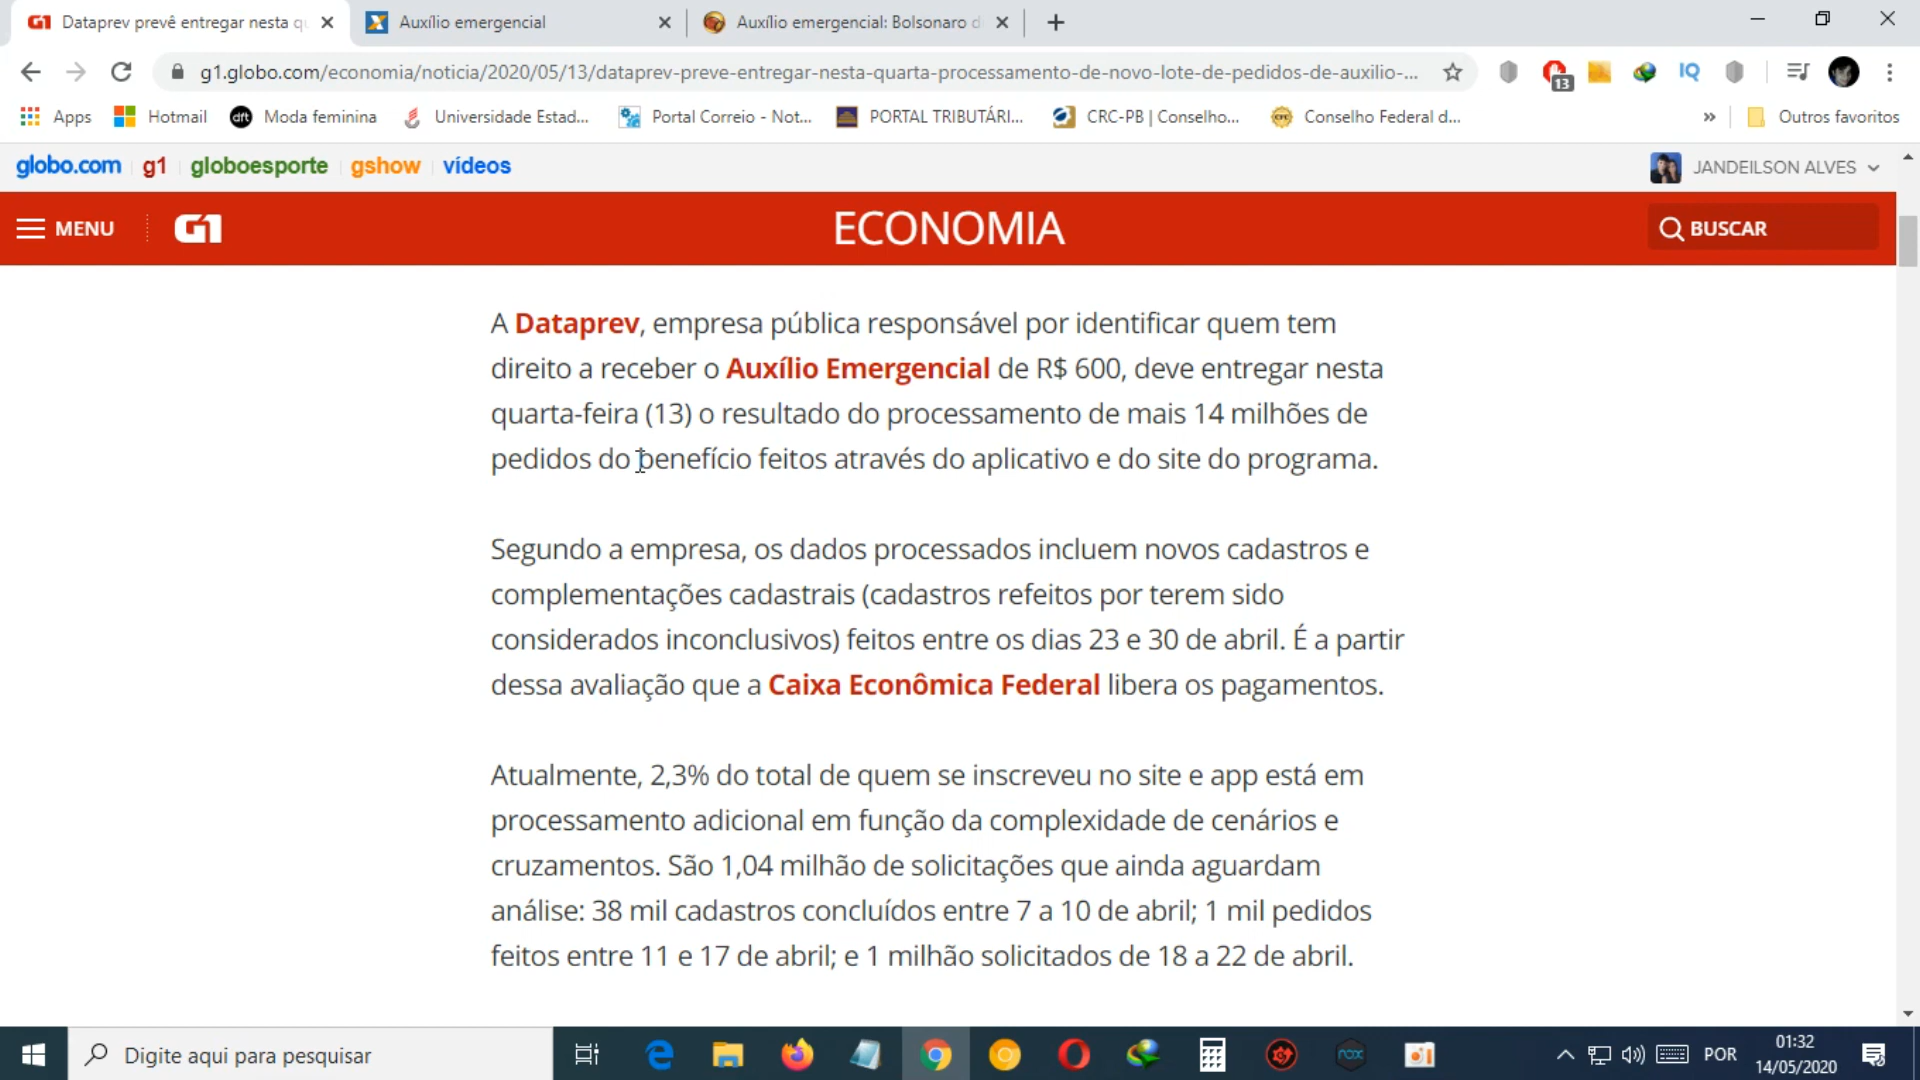 Dataprev prevê entregar nesta q
Auxílio emergencial
Auxílio emergencial: Bolsonaro d
g1.globo.com/economia/noticia/2020/05/13/dataprev-preve-entregar-nesta-quarta-processamento-de-novo-lote-de-pedidos-de-auxilio-...
13
IQ
Apps
Hotmail
dft
Moda feminina
Universidade Estad...
Portal Correio - Not...
PORTAL TRIBUTÁRI...
CRC-PB | Conselho...
Conselho Federal d...
»
Outros favoritos
globo.com
g1
globoesporte
gshow
vídeos
JANDEILSON ALVES
MENU
G1
ECONOMIA
BUSCAR
A Dataprev, empresa pública responsável por identificar quem tem
direito a receber o Auxílio Emergencial de R$ 600, deve entregar nesta
quarta-feira (13) o resultado do processamento de mais 14 milhões de
pedidos do benefício feitos através do aplicativo e do site do programa.
Segundo a empresa, os dados processados incluem novos cadastros e
complementações cadastrais (cadastros refeitos por terem sido
considerados inconclusivos) feitos entre os dias 23 e 30 de abril. É a partir
dessa avaliação que a Caixa Econômica Federal libera os pagamentos.
Atualmente, 2,3% do total de quem se inscreveu no site e app está em
processamento adicional em função da complexidade de cenários e
cruzamentos. São 1,04 milhão de solicitações que ainda aguardam
análise: 38 mil cadastros concluídos entre 7 a 10 de abril; 1 mil pedidos
feitos entre 11 e 17 de abril; e 1 milhão solicitados de 18 a 22 de abril.
Digite aqui para pesquisar
nox
POR
01:32
14/05/2020